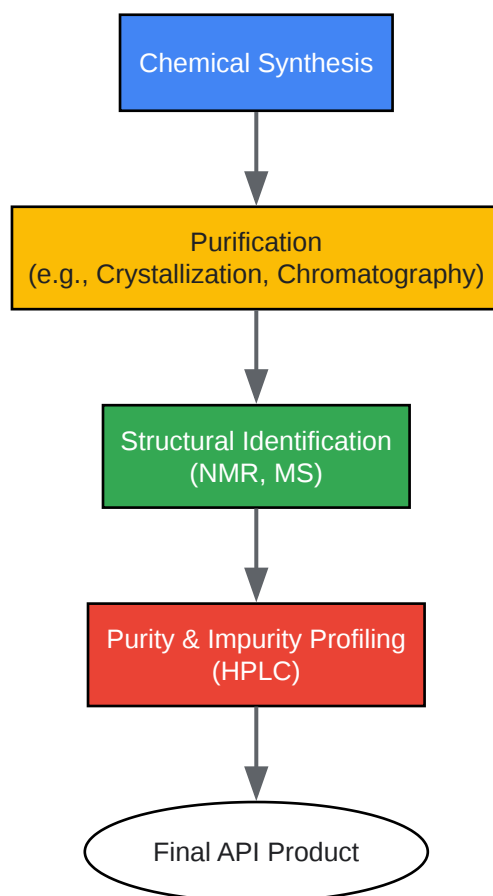 Chemical Synthesis
Purification
(e.g., Crystallization, Chromatography)
Structural Identification
(NMR, MS)
Purity & Impurity Profiling
(HPLC)
Final API Product